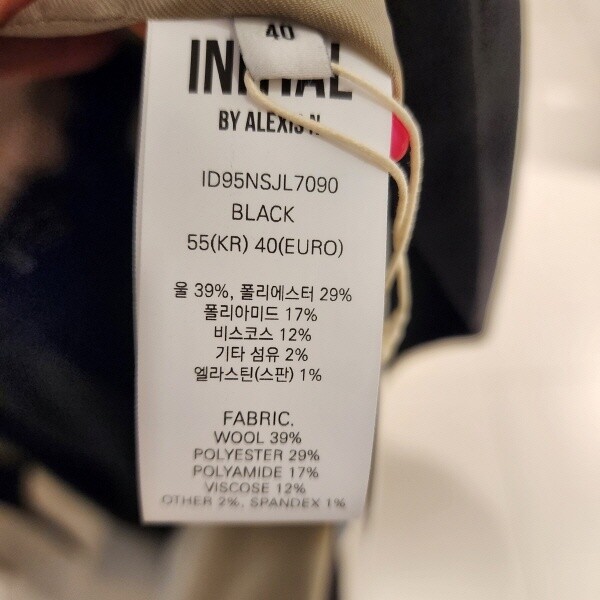 40
INITIAL
BY ALEXIS N
ID95NSJL7090
BLACK
55(KR) 40(EURO)
울 39%, 폴리에스터 29%
폴리아미드 17%
비스코스 12%
기타 섬유 2%
엘라스틴(스판) 1%
FABRIC.
WOOL 39%
POLYESTER 29%
POLYAMIDE 17%
VISCOSE 12%
OTHER 2%, SPANDEX 1%